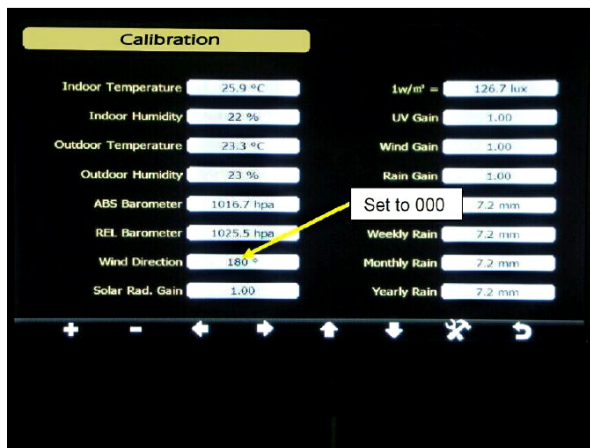 Calibration
Indoor Temperature 25.9 °C
Indoor Humidity 22 %
Outdoor Temperature 23.3 °C
Outdoor Humidity 23 %
ABS Barometer 1016.7 hpa
REL Barometer 1025.5 hpa
Wind Direction 180 °
Solar Rad. Gain 1.00
1w/m² = 126.7 lux
UV Gain 1.00
Wind Gain 1.00
Rain Gain 1.00
Set to 000
7.2 mm
Weekly Rain 7.2 mm
Monthly Rain 7.2 mm
Yearly Rain 7.2 mm